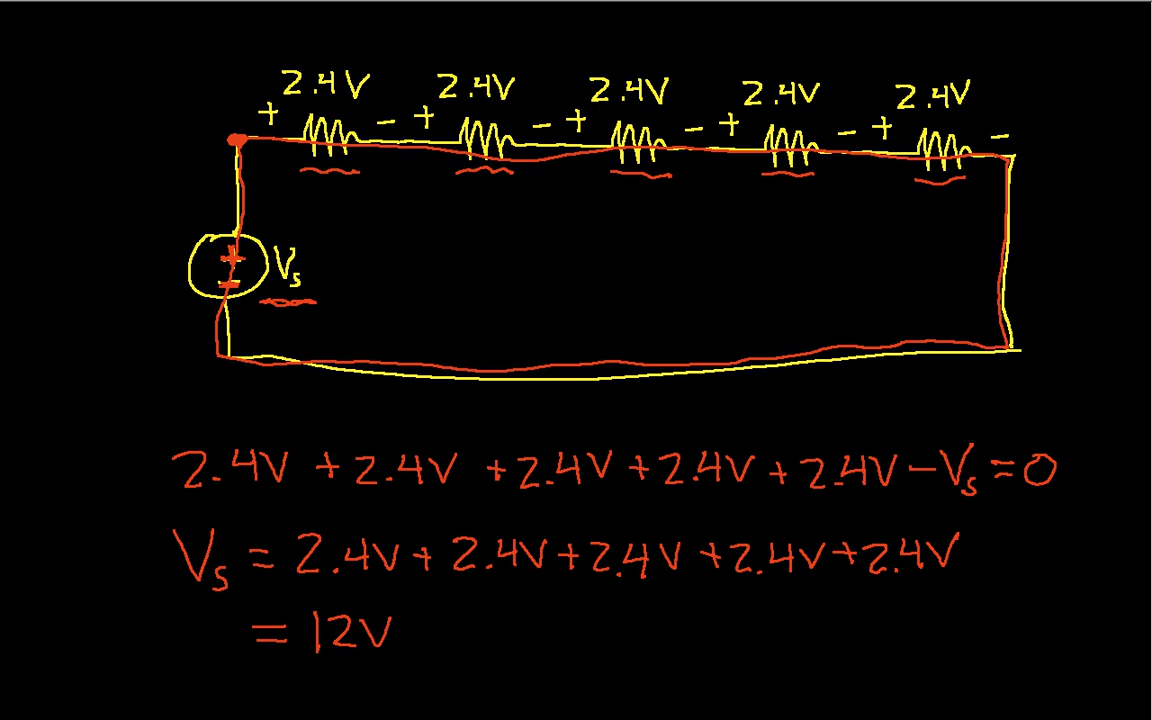 2.4V 2.4V 2.4V 2.4V 2.4V
+ - + - + - + - + -
+
Vs
-
2.4V + 2.4V + 2.4V + 2.4V + 2.4V - Vs = 0
Vs = 2.4V + 2.4V + 2.4V + 2.4V + 2.4V
= 12V